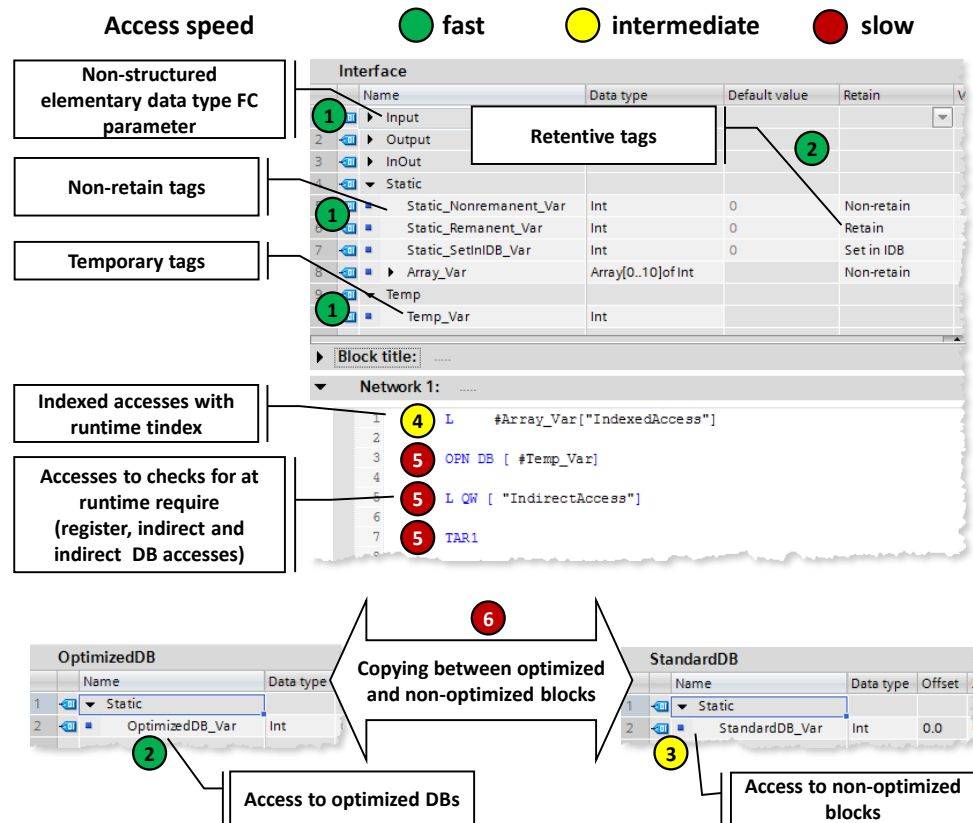 Access speed
fast
intermediate
slow
Non-structured
elementary data type FC
parameter
Non-retain tags
Temporary tags
Interface
Name Data type Default value Retain V
1 Input
2 Output
3 InOut
Retentive tags
2
Static
1
Static_Nonremanent_Var Int 0 Non-retain
Static_Remanent_Var Int 0 Retain
7 Static_SetInIDB_Var Int 0 Set in IDB
8 Array_Var Array[0..10]of Int Non-retain
9 Temp
1
Temp_Var Int
Block title: .....
Network 1: .....
Indexed accesses with
runtime tindex
Accesses to checks for at
runtime require
(register, indirect and
indirect DB accesses)
1 4 L #Array_Var["IndexedAccess"]
2
3 5 OPN DB [ #Temp_Var]
4
5 5 L QW [ "IndirectAccess"]
6
7 5 TAR1
6
Copying between optimized
and non-optimized blocks
OptimizedDB
Name Data type
1 Static
2 OptimizedDB_Var Int
2
Access to optimized DBs
StandardDB
Name Data type Offset
1 Static
2 StandardDB_Var Int 0.0
3
Access to non-optimized
blocks